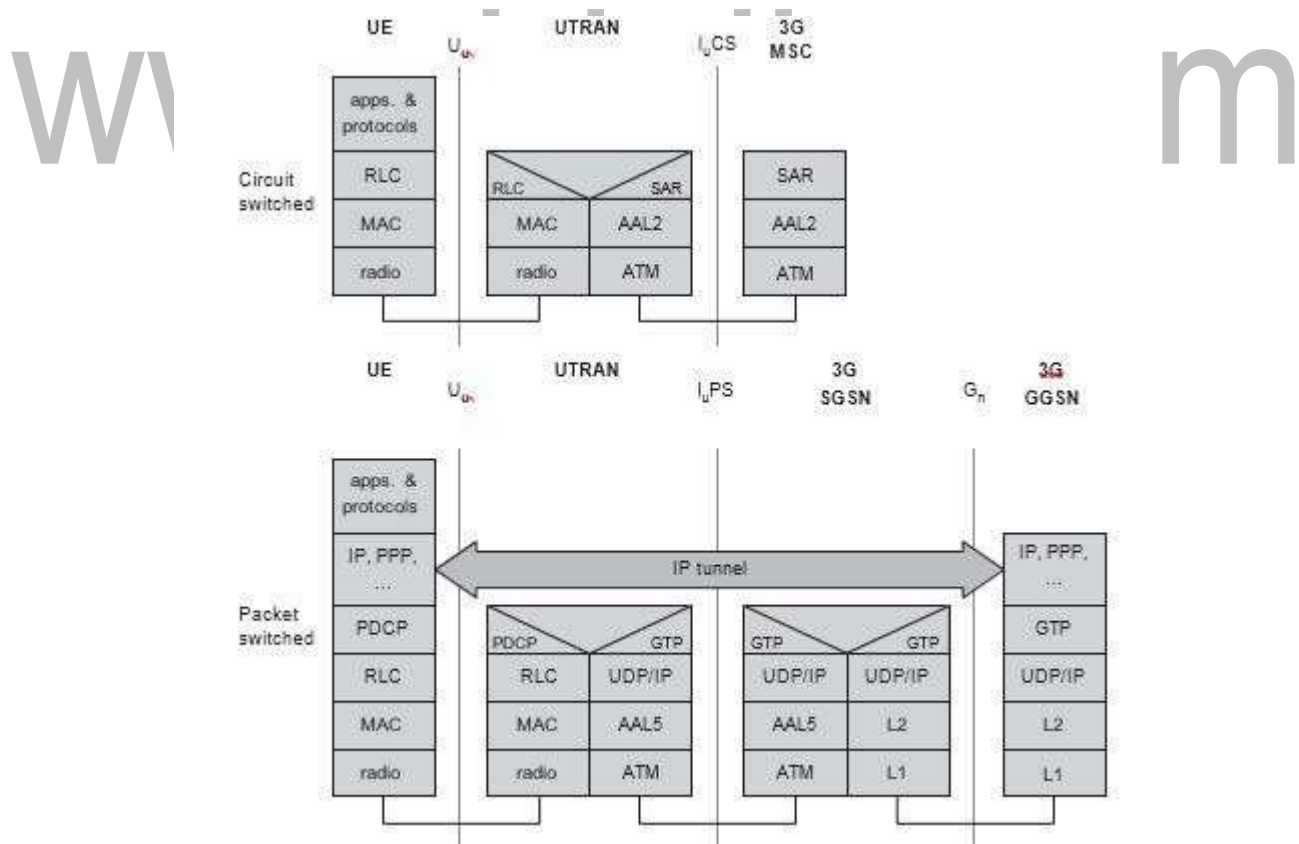 UE UTRAN 3G
U IuCS MSC
ww m
apps. &
protocols
Circuit
switched
RLC RLC SAR SAR
MAC MAC AAL2 AAL2
radio radio ATM ATM
UE UTRAN 3G 3G
U IuPS SGSN Gn GGSN
apps. &
protocols
IP, PPP, IP tunnel IP, PPP,
... ...
Packet
switched
PDCP PDCP GTP GTP GTP GTP
RLC RLC UDP/IP UDP/IP UDP/IP UDP/IP
MAC MAC AAL5 AAL5 L2 L2
radio radio ATM ATM L1 L1